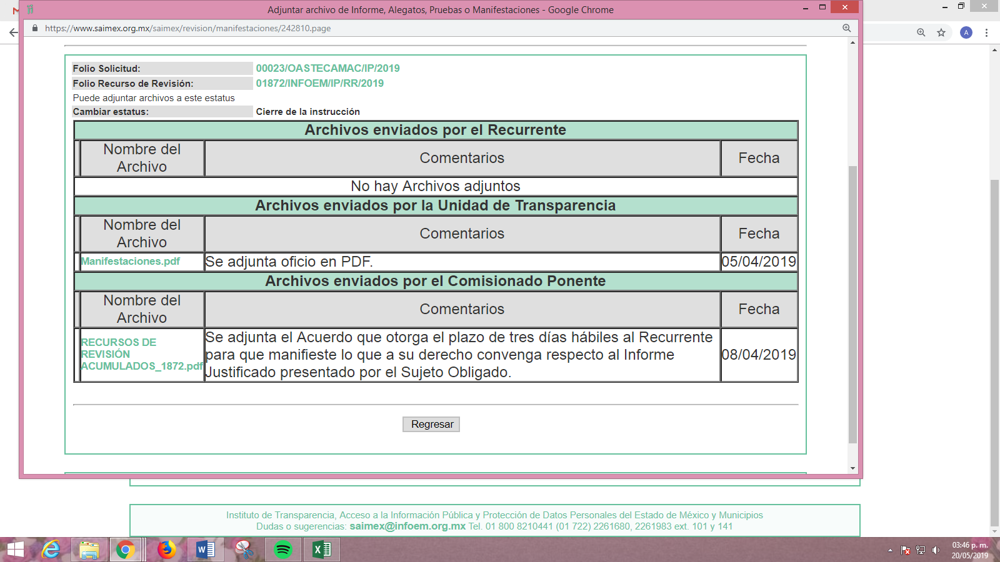 Adjuntar archivo de Informe, Alegatos, Pruebas o Manifestaciones - Google Chrome
https://www.saimex.org.mx/saimex/revision/manifestaciones/242810.page
A
Folio Solicitud: 00023/OASTECAMAC/IP/2019
Folio Recurso de Revisión: 01872/INFOEM/IP/RR/2019
Puede adjuntar archivos a este estatus
Cambiar estatus: Cierre de la instrucción
Archivos enviados por el Recurrente
Nombre del
Archivo
Comentarios
Fecha
No hay Archivos adjuntos
Archivos enviados por la Unidad de Transparencia
Nombre del
Archivo
Comentarios
Fecha
Manifestaciones.pdf
Se adjunta oficio en PDF.
05/04/2019
Archivos enviados por el Comisionado Ponente
Nombre del
Archivo
Comentarios
Fecha
RECURSOS DE
REVISIÓN
ACUMULADOS_1872.pdf
Se adjunta el Acuerdo que otorga el plazo de tres días hábiles al Recurrente
para que manifieste lo que a su derecho convenga respecto al Informe
Justificado presentado por el Sujeto Obligado.
08/04/2019
Regresar
Instituto de Transparencia, Acceso a la Información Pública y Protección de Datos Personales del Estado de México y Municipios
Dudas o sugerencias: saimex@infoem.org.mx Tel. 01 800 8210441 (01 722) 2261680, 2261983 ext. 101 y 141
03:46 p. m.
20/05/2019